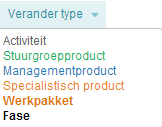 Verander type
Activiteit
Stuurgroepproduct
Managementproduct
Specialistisch product
Werkpakket
Fase